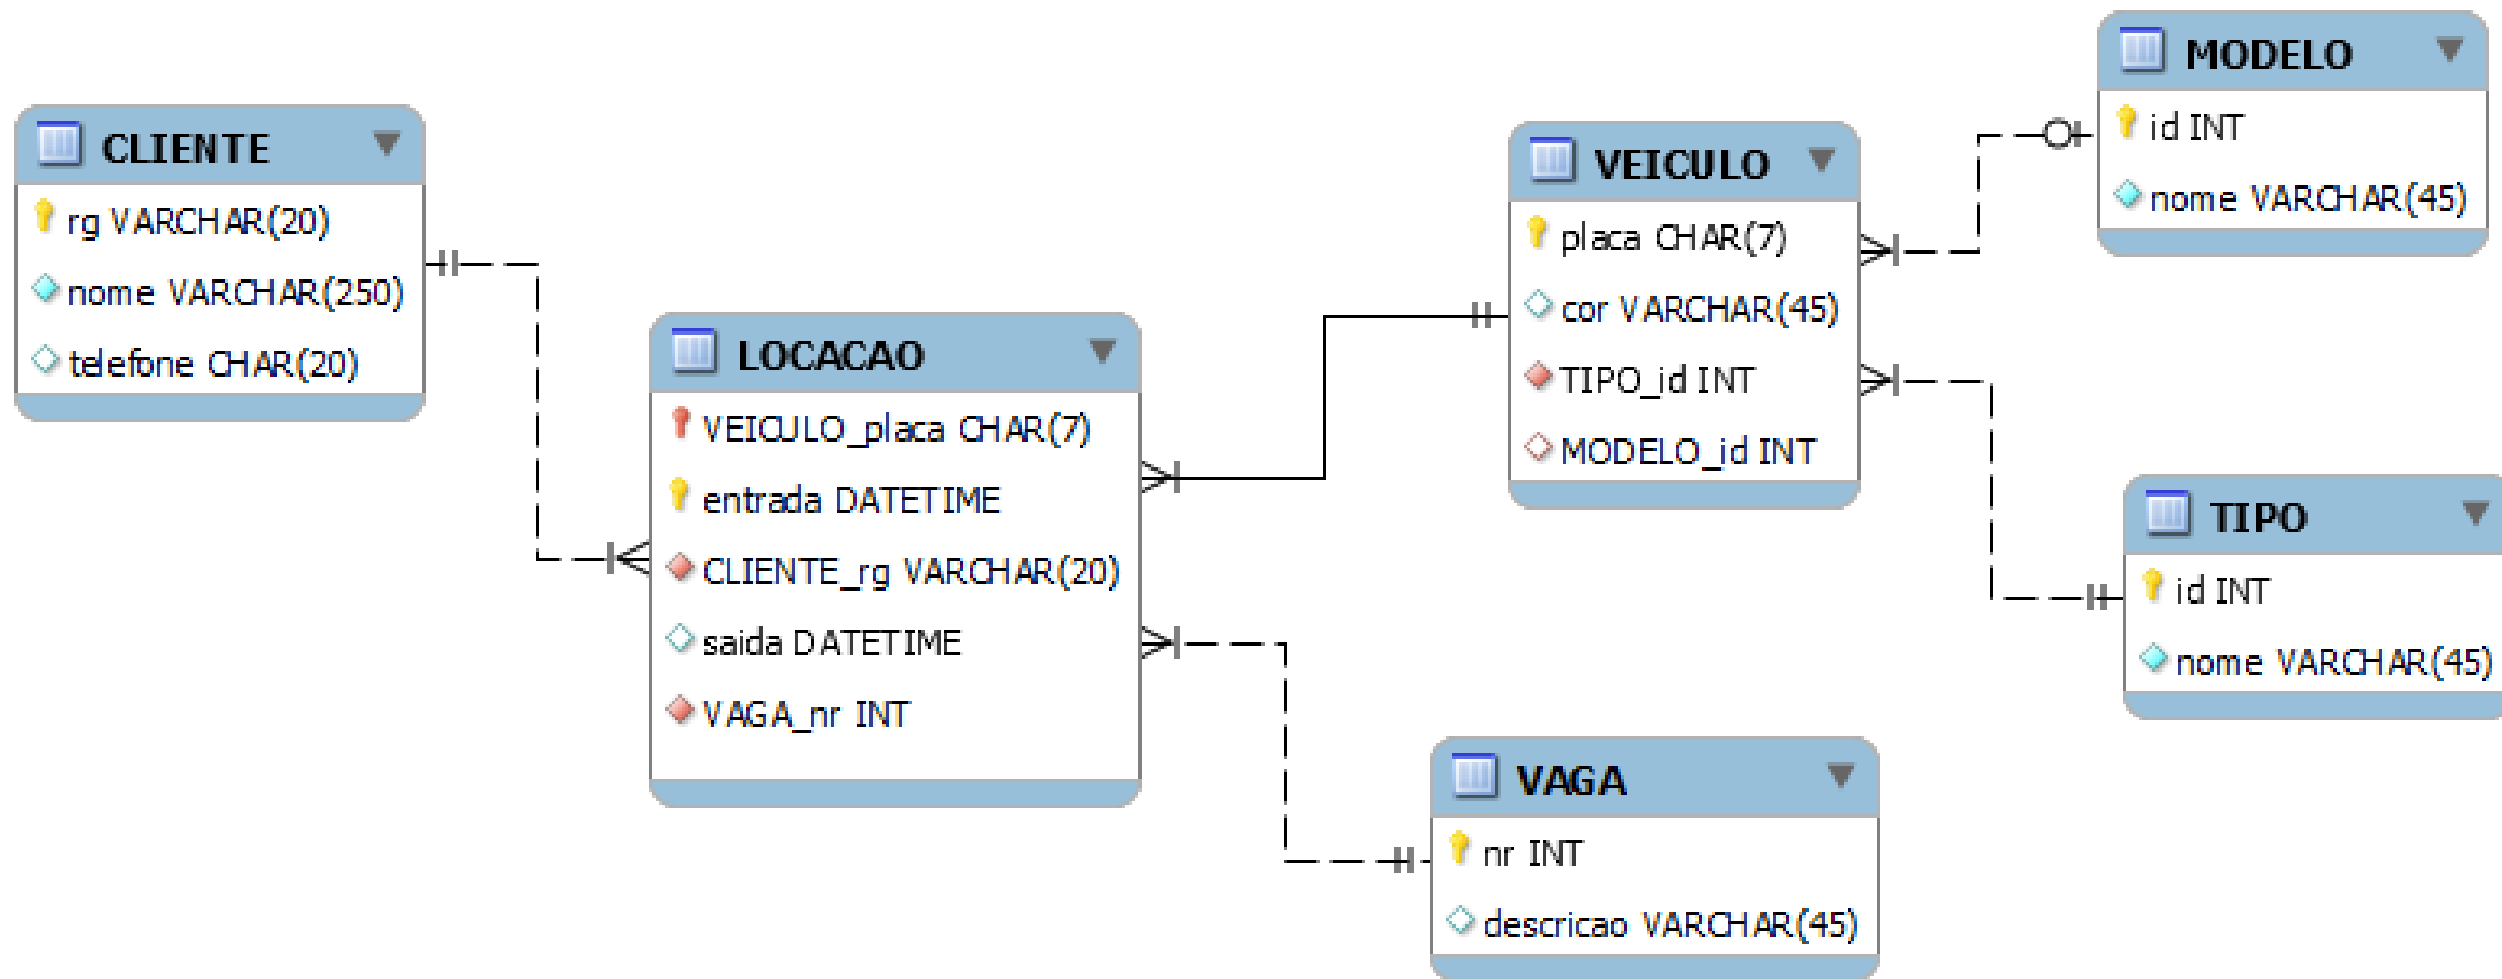 CLIENTE
rg VARCHAR(20)
nome VARCHAR(250)
telefone CHAR(20)
LOCACAO
VEICULO_placa CHAR(7)
entrada DATETIME
CLIENTE_rg VARCHAR(20)
saida DATETIME
VAGA_nr INT
VEICULO
placa CHAR(7)
cor VARCHAR(45)
TIPO_id INT
MODELO_id INT
MODELO
id INT
nome VARCHAR(45)
TIPO
id INT
nome VARCHAR(45)
VAGA
nr INT
descricao VARCHAR(45)